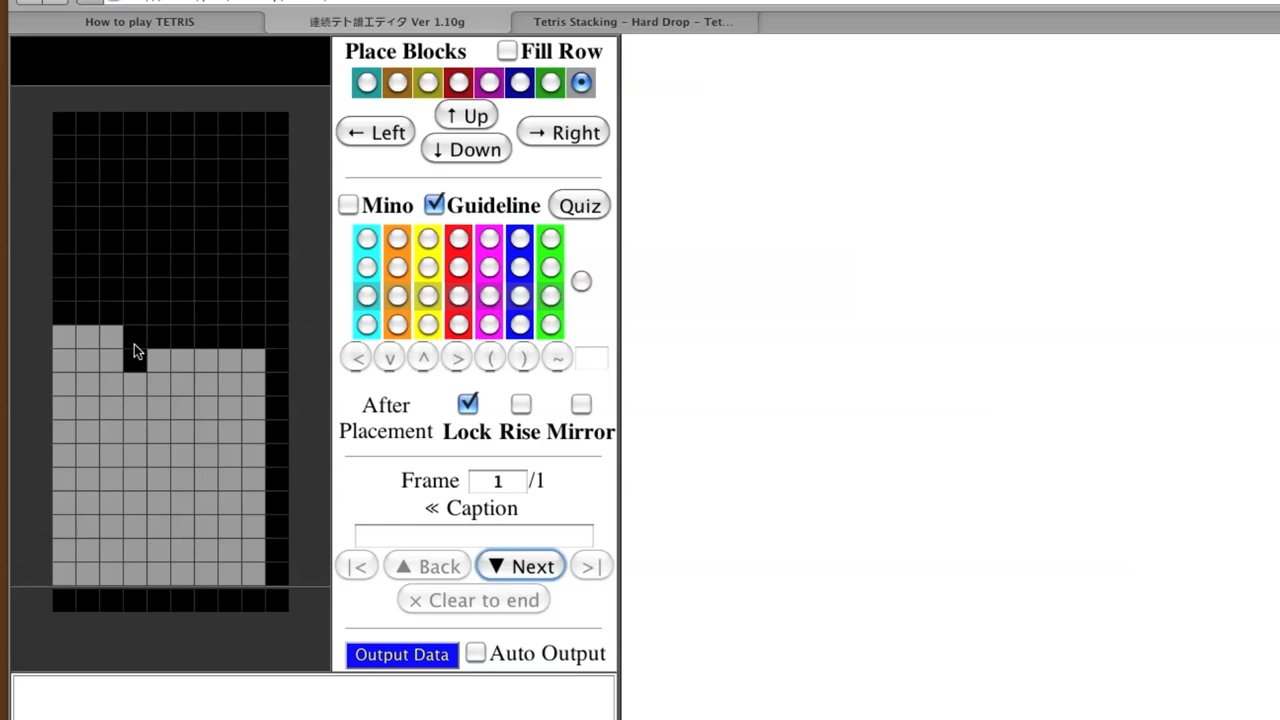 How to play TETRIS
連続テト譜エディタ Ver 1.10g
Tetris Stacking – Hard Drop – Tet...
Place Blocks
Fill Row
↑ Up
← Left
→ Right
↓ Down
Mino
Guideline
Quiz
< v ^ > ( ) ~
After
Placement
Lock
Rise
Mirror
Frame 1 /1
≪ Caption
|<
▲ Back
▼ Next
>|
× Clear to end
Output Data
Auto Output